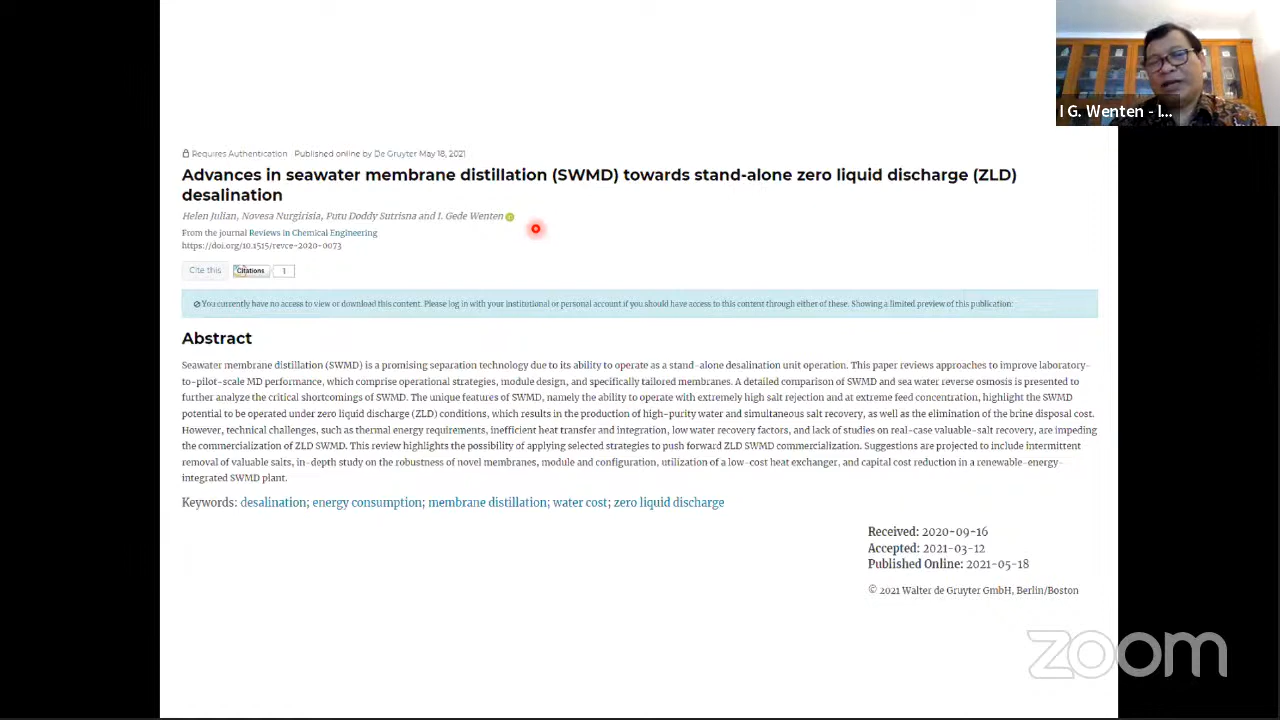 I G. Wenten - I...
Requires Authentication Published online by De Gruyter May 18, 2021
Advances in seawater membrane distillation (SWMD) towards stand-alone zero liquid discharge (ZLD)
desalination
Helen Julian, Novesa Nurgirisia, Putu Doddy Sutrisna and I. Gede Wenten
From the journal Reviews in Chemical Engineering
https://doi.org/10.1515/revce-2020-0073
Cite this Citations 1
You currently have no access to view or download this content. Please log in with your institutional or personal account if you should have access to this content through either of these. Showing a limited preview of this publication:
Abstract
Seawater membrane distillation (SWMD) is a promising separation technology due to its ability to operate as a stand-alone desalination unit operation. This paper reviews approaches to improve laboratory-
to-pilot-scale MD performance, which comprise operational strategies, module design, and specifically tailored membranes. A detailed comparison of SWMD and sea water reverse osmosis is presented to
further analyze the critical shortcomings of SWMD. The unique features of SWMD, namely the ability to operate with extremely high salt rejection and at extreme feed concentration, highlight the SWMD
potential to be operated under zero liquid discharge (ZLD) conditions, which results in the production of high-purity water and simultaneous salt recovery, as well as the elimination of the brine disposal cost.
However, technical challenges, such as thermal energy requirements, inefficient heat transfer and integration, low water recovery factors, and lack of studies on real-case valuable-salt recovery, are impeding
the commercialization of ZLD SWMD. This review highlights the possibility of applying selected strategies to push forward ZLD SWMD commercialization. Suggestions are projected to include intermittent
removal of valuable salts, in-depth study on the robustness of novel membranes, module and configuration, utilization of a low-cost heat exchanger, and capital cost reduction in a renewable-energy-
integrated SWMD plant.
Keywords: desalination; energy consumption; membrane distillation; water cost; zero liquid discharge
Received: 2020-09-16
Accepted: 2021-03-12
Published Online: 2021-05-18
© 2021 Walter de Gruyter GmbH, Berlin/Boston
zoom